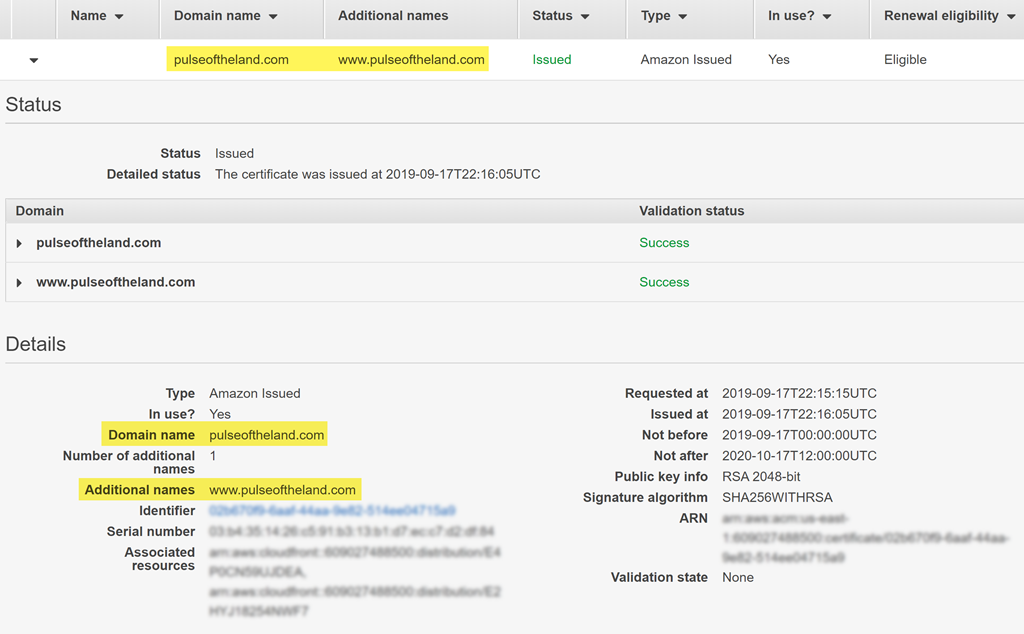 Name Domain name Additional names Status Type In use? Renewal eligibility
pulseoftheland.com www.pulseoftheland.com Issued Amazon Issued Yes Eligible
Status
Status Issued
Detailed status The certificate was issued at 2019-09-17T22:16:05UTC
Domain Validation status
pulseoftheland.com Success
www.pulseoftheland.com Success
Details
Type Amazon Issued
In use? Yes
Domain name pulseoftheland.com
Number of additional names 1
Additional names www.pulseoftheland.com
Identifier
Serial number
Associated resources
Requested at 2019-09-17T22:15:15UTC
Issued at 2019-09-17T22:16:05UTC
Not before 2019-09-17T00:00:00UTC
Not after 2020-10-17T12:00:00UTC
Public key info RSA 2048-bit
Signature algorithm SHA256WITHRSA
ARN
Validation state None